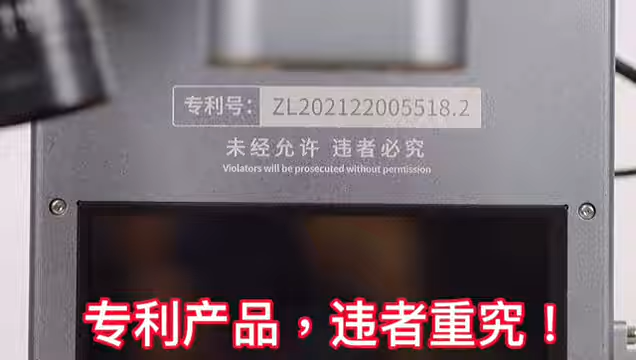 专利号： ZL202122005518.2
未经允许 违者必究
Violators will be prosecuted without permission
专利产品，违者重究！